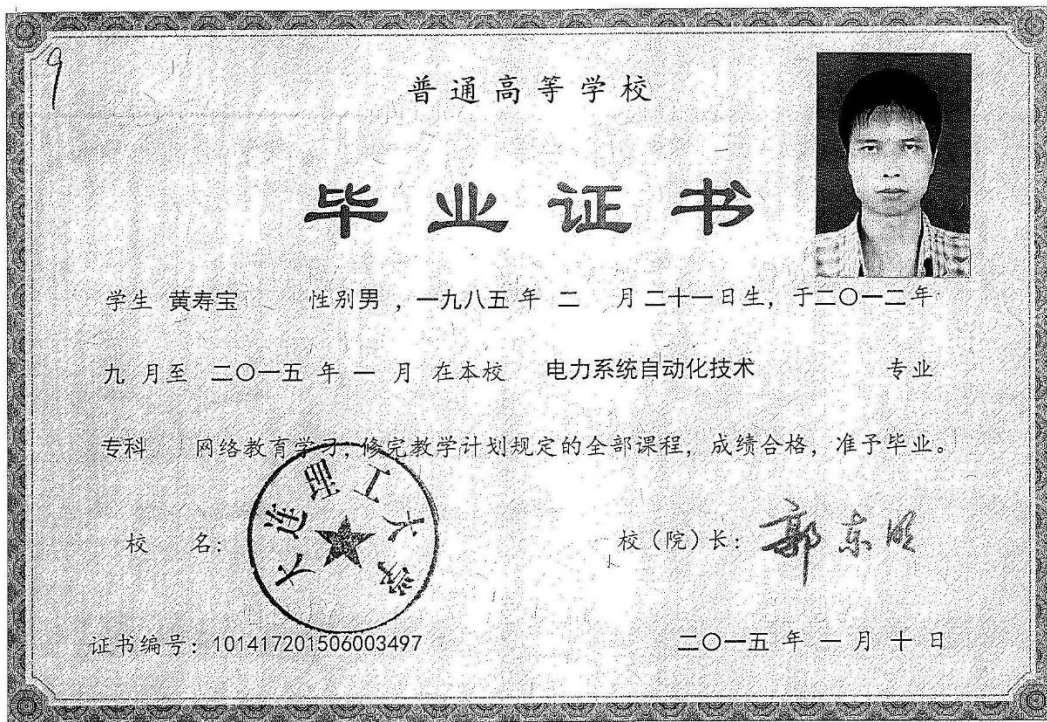 9
普通高等学校
毕业证书
学生 黄寿宝 性别男，一九八五年 二 月二十一日生，于二〇一二年
九 月至 二〇一五 年 一 月 在本校 电力系统自动化技术 专业
专科 网络教育学习，修完教学计划规定的全部课程，成绩合格，准予毕业。
大连理工大学
校 名： 校（院）长：郭东明
证书编号：101417201506003497 二〇一五 年 一 月 十 日